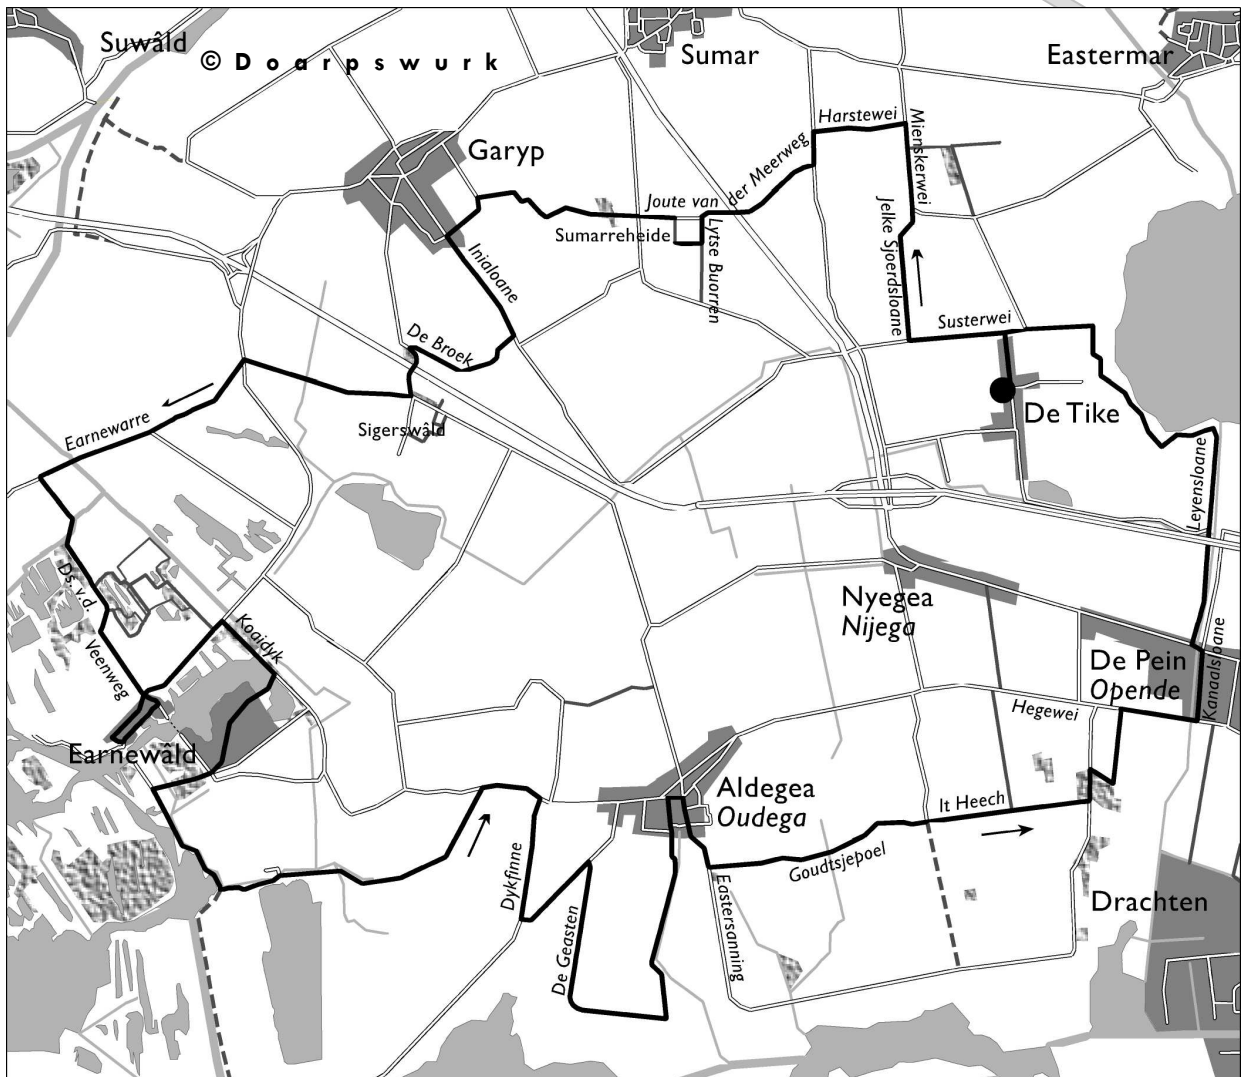 Suwâld
© Doarpswurk
Sumar
Eastermar
Harstewei
Mienskerwei
Garyp
Joute van der Meerweg
Sumarreheide
Lytse Buorren
Jelke Sjoerdsloane
Inialoane
Susterwei
De Broek
De Tike
Earnewarre
Sigerswâld
Leyensloane
Ds. v.d. Veenweg
Koaidyk
Nyegea
Nijega
De Pein
Opende
Kanaalsloane
Hegewei
Earnewâld
Aldegea
Oudega
It Heech
Goudtsjepoel
Dykfinne
De Geasten
Eastersanning
Drachten